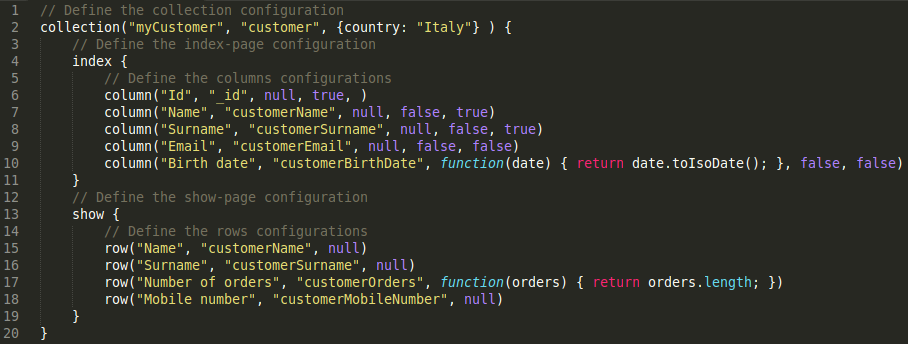 1 // Define the collection configuration
2 collection("myCustomer", "customer", {country: "Italy"} ) {
3     // Define the index-page configuration
4     index {
5         // Define the columns configurations
6         column("Id", "_id", null, true, )
7         column("Name", "customerName", null, false, true)
8         column("Surname", "customerSurname", null, false, true)
9         column("Email", "customerEmail", null, false, false)
10         column("Birth date", "customerBirthDate", function(date) { return date.toIsoDate(); }, false, false)
11     }
12     // Define the show-page configuration
13     show {
14         // Define the rows configurations
15         row("Name", "customerName", null)
16         row("Surname", "customerSurname", null)
17         row("Number of orders", "customerOrders", function(orders) { return orders.length; })
18         row("Mobile number", "customerMobileNumber", null)
19     }
20 }